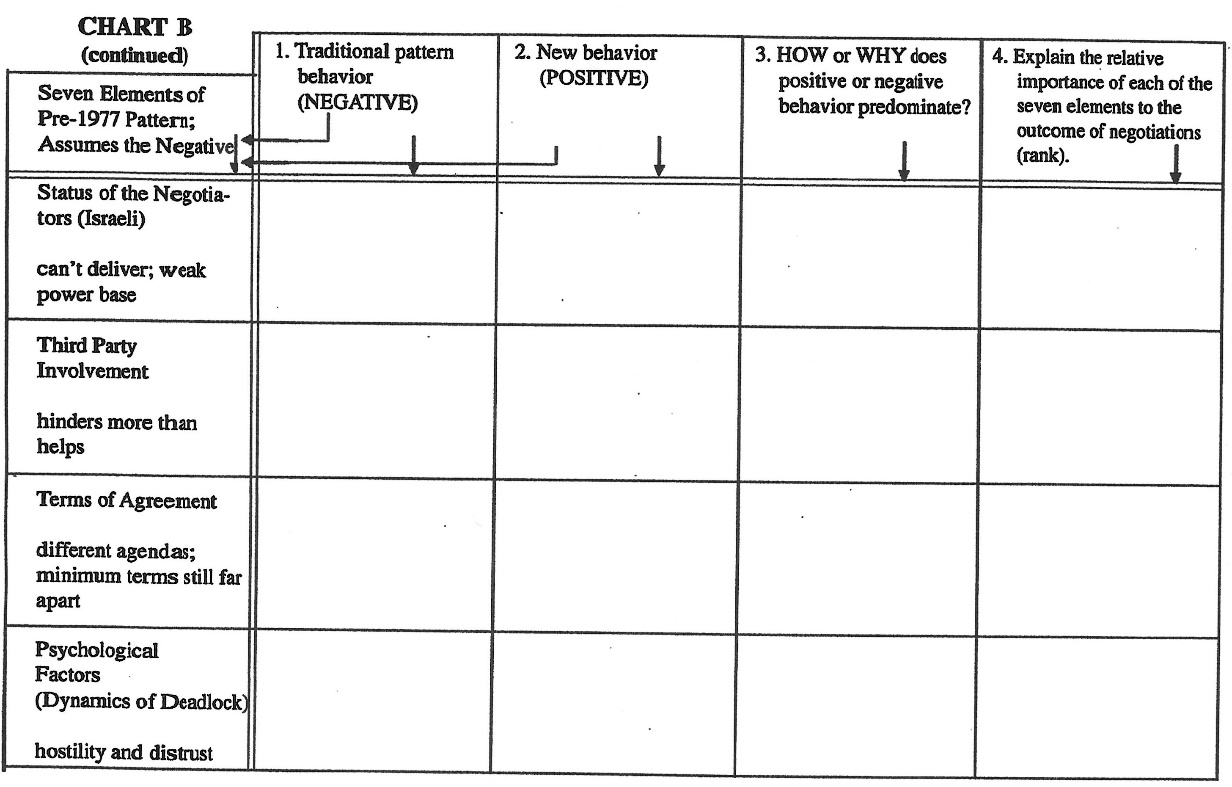 CHART B
(continued)
Seven Elements of
Pre-1977 Pattern;
Assumes the Negative
1. Traditional pattern
behavior
(NEGATIVE)
2. New behavior
(POSITIVE)
3. HOW or WHY does
positive or negative
behavior predominate?
4. Explain the relative
importance of each of the
seven elements to the
outcome of negotiations
(rank).
Status of the Negotia-
tors (Israeli)
can't deliver; weak
power base
Third Party
Involvement
hinders more than
helps
Terms of Agreement
different agendas;
minimum terms still far
apart
Psychological
Factors
(Dynamics of Deadlock)
hostility and distrust